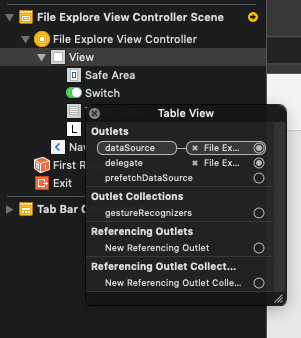 File Explore View Controller Scene
File Explore View Controller
View
Safe Area
Switch
Table View
Outlets
dataSource
File Ex...
delegate
File Ex...
prefetchDataSource
Outlet Collections
gestureRecognizers
Referencing Outlets
New Referencing Outlet
Referencing Outlet Collect...
New Referencing Outlet Colle...
L
Nav
First Re
Exit
Tab Bar C